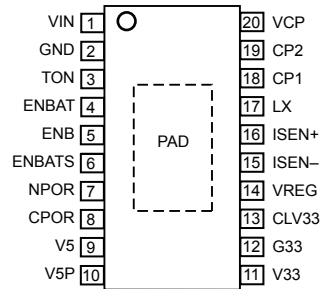 VIN 1 20 VCP
GND 2 19 CP2
TON 3 18 CP1
ENBAT 4 17 LX
ENB 5 16 ISEN+
ENBATS 6 15 ISEN–
NPOR 7 14 VREG
CPOR 8 13 CLV33
V5 9 12 G33
V5P 10 11 V33
PAD